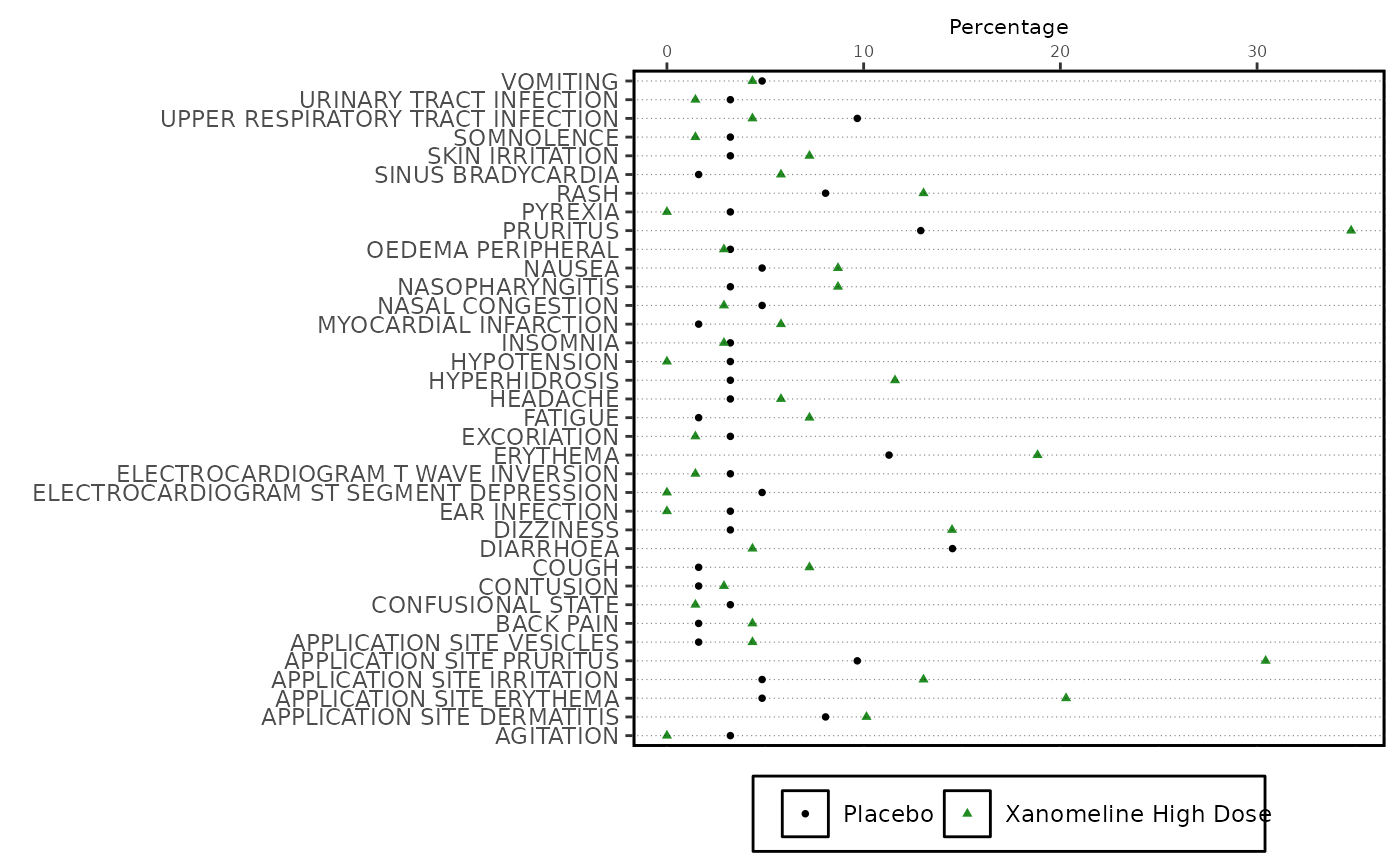 Percentage
0 10 20 30
VOMITING
URINARY TRACT INFECTION
UPPER RESPIRATORY TRACT INFECTION
SOMNOLENCE
SKIN IRRITATION
SINUS BRADYCARDIA
RASH
PYREXIA
PRURITUS
OEDEMA PERIPHERAL
NAUSEA
NASOPHARYNGITIS
NASAL CONGESTION
MYOCARDIAL INFARCTION
INSOMNIA
HYPOTENSION
HYPERHIDROSIS
HEADACHE
FATIGUE
EXCORIATION
ERYTHEMA
ELECTROCARDIOGRAM T WAVE INVERSION
ELECTROCARDIOGRAM ST SEGMENT DEPRESSION
EAR INFECTION
DIZZINESS
DIARRHOEA
COUGH
CONTUSION
CONFUSIONAL STATE
BACK PAIN
APPLICATION SITE VESICLES
APPLICATION SITE PRURITUS
APPLICATION SITE IRRITATION
APPLICATION SITE ERYTHEMA
APPLICATION SITE DERMATITIS
AGITATION
Placebo Xanomeline High Dose